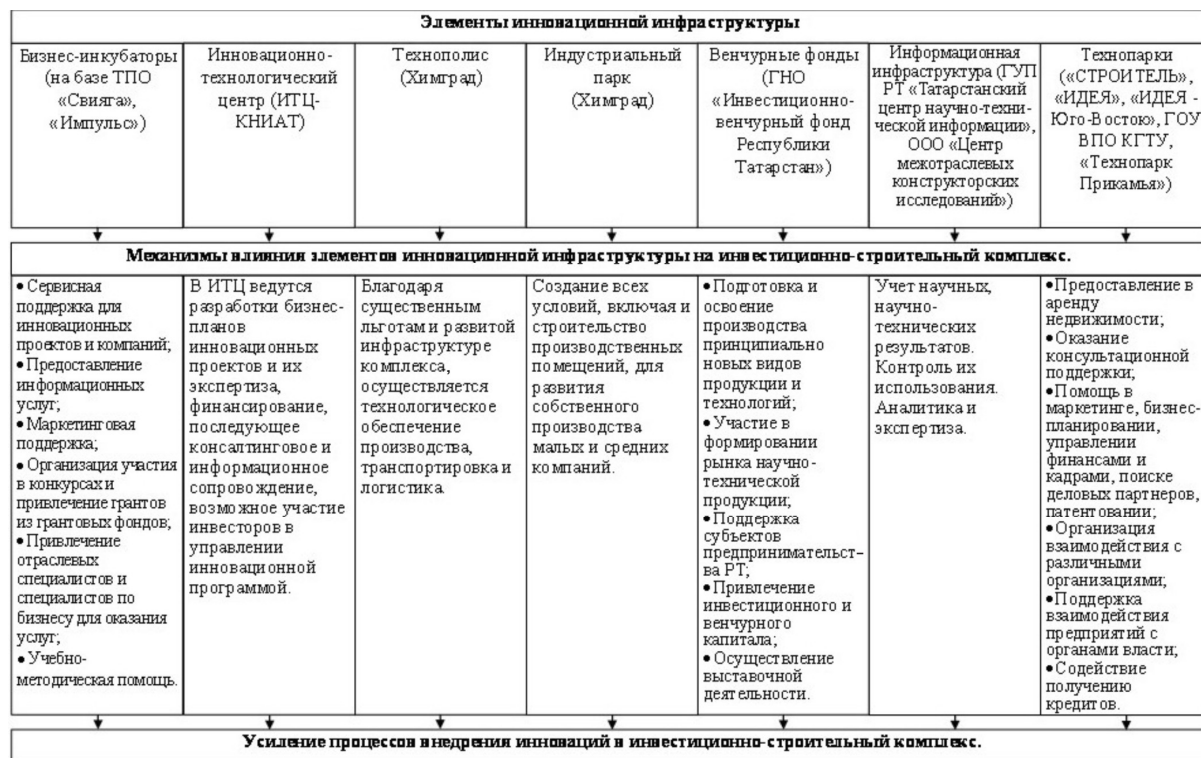 Элементы инновационной инфраструктуры
Бизнес-инкубаторы
(на базе ТПО
«Свияга»,
«Импульс»)
Инновационно-
технологический
центр (ИТЦ-
КНИАТ)
Технополис
(Химград)
Индустриальный
парк
(Химград)
Венчурные фонды
(ГНО
«Инвестиционно-
венчурный фонд
Республики
Татарстан»)
Информационная
инфраструктура (ГУП
РТ «Татарстанский
центр научно-техни-
ческой информации»,
ООО «Центр
межотраслевых
конструкторских
исследований»)
Технопарки
(«СТРОИТЕЛЬ»,
«ИДЕЯ», «ИДЕЯ -
Юго-Восток», ГОУ
ВПО КГТУ,
«Технопарк
Прикамья»)
Механизмы влияния элементов инновационной инфраструктуры на инвестиционно-строительный комплекс.
• Сервисная
поддержка для
инновационных
проектов и компаний;
• Предоставление
информационных
услуг;
• Маркетинговая
поддержка;
• Организация участия
в конкурсах и
привлечение грантов
из грантовых фондов;
• Привлечение
отраслевых
специалистов и
специалистов по
бизнесу для оказания
услуг;
• Учебно-
методическая помощь.
В ИТЦ ведутся
разработки бизнес-
планов
инновационных
проектов и их
экспертиза,
финансирование,
последующее
консалтинговое и
информационное
сопровождение,
возможное участие
инвесторов в
управлении
инновационной
программой.
Благодаря
существенным
льготам и развитой
инфраструктуре
комплекса,
осуществляется
технологическое
обеспечение
производства,
транспортировка и
логистика.
Создание всех
условий, включая и
строительство
производственных
помещений, для
развития
собственного
производства
малых и средних
компаний.
• Подготовка и
освоение
производства
принципиально
новых видов
продукции и
технологий;
• Участие в
формировании
рынка научно-
технической
продукции;
• Поддержка
субъектов
предпринимательст-
ва РТ;
• Привлечение
инвестиционного и
венчурного
капитала;
• Осуществление
выставочной
деятельности.
Учет научных,
научно-
технических
результатов.
Контроль их
использования.
Аналитика и
экспертиза.
• Предоставление в
аренду
недвижимости;
• Оказание
консультационной
поддержки;
• Помощь в
маркетинге, бизнес-
планировании,
управлении
финансами и
кадрами, поиске
деловых партнеров,
патентовании;
• Организация
взаимодействия с
различными
организациями;
• Поддержка
взаимодействия
предприятий с
органами власти;
• Содействие
получению
кредитов.
Усиление процессов внедрения инноваций в инвестиционно-строительный комплекс.